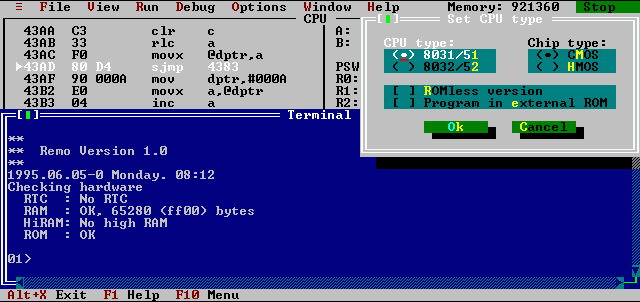 ≡ File View Run Debug Options Window Help Memory: 921360 Stop
CPU
43AA C3 clr c
43AB 33 rlc a
43AC F0 movx @dptr,a
►43AD 80 D4 sjmp 4383
43AF 90 000A mov dptr,#000A
43B2 E0 movx a,@dptr
43B3 04 inc a
A:
B:
PSW
R0:
R1:
R2:
[■] Set CPU type
CPU type:
(•) 8031/51
( ) 8032/52
Chip type:
(•) CMOS
( ) HMOS
[ ] ROMless version
[ ] Program in external ROM
Ok Cancel
[■] Terminal
**
** Remo Version 1.0
**
1995.06.05-0 Monday. 08:12
Checking hardware
RTC : No RTC
RAM : OK, 65280 (ff00) bytes
HiRAM: No high RAM
ROM : OK
01>
Alt+X Exit F1 Help F10 Menu